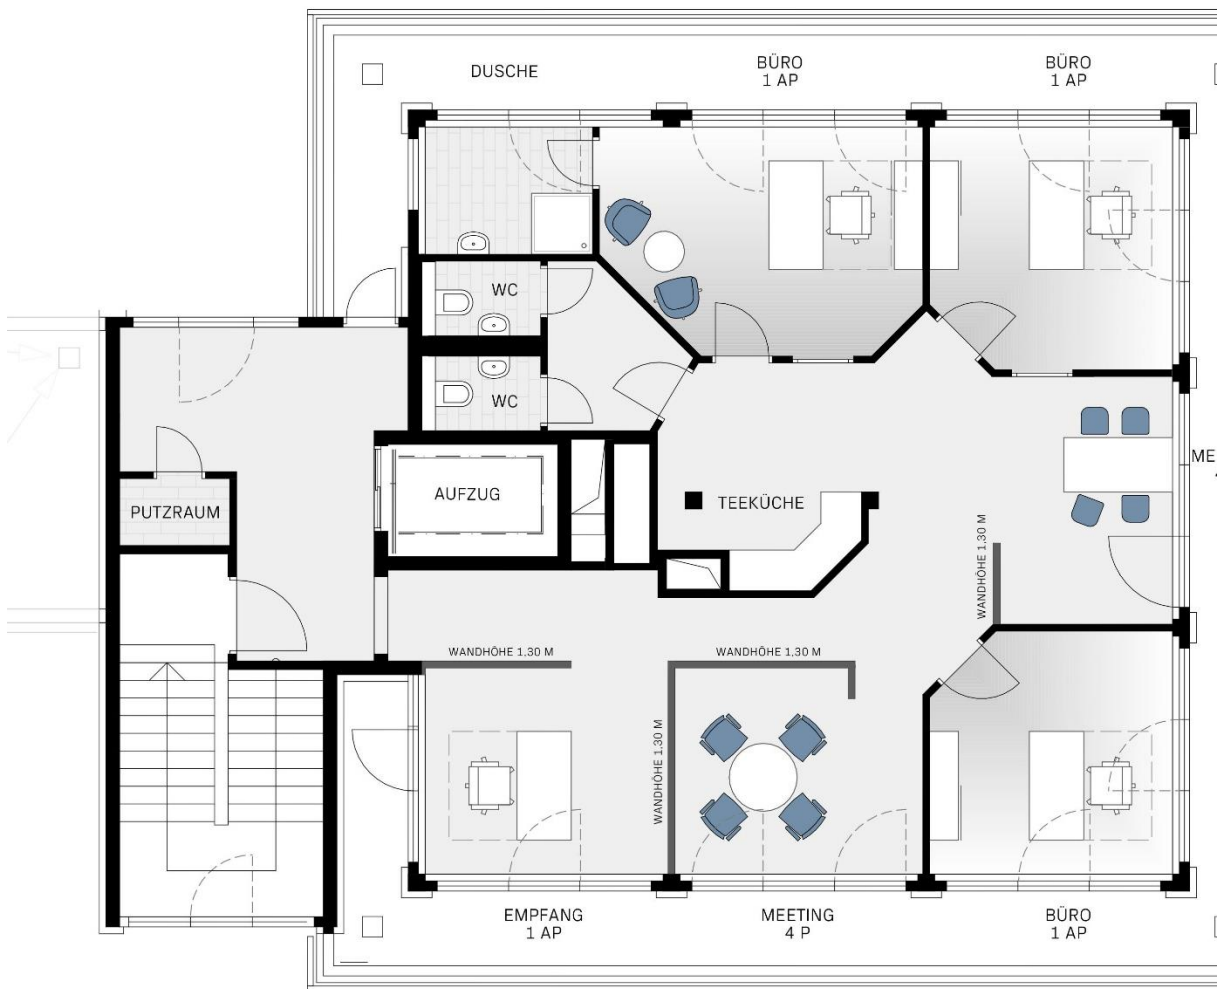 DUSCHE
BÜRO
1 AP
BÜRO
1 AP
WC
WC
AUFZUG
PUTZRAUM
TEEKÜCHE
ME
WANDHÖHE 1,30 M
WANDHÖHE 1,30 M
WANDHÖHE 1,30 M
WANDHÖHE 1,30 M
EMPFANG
1 AP
MEETING
4 P
BÜRO
1 AP